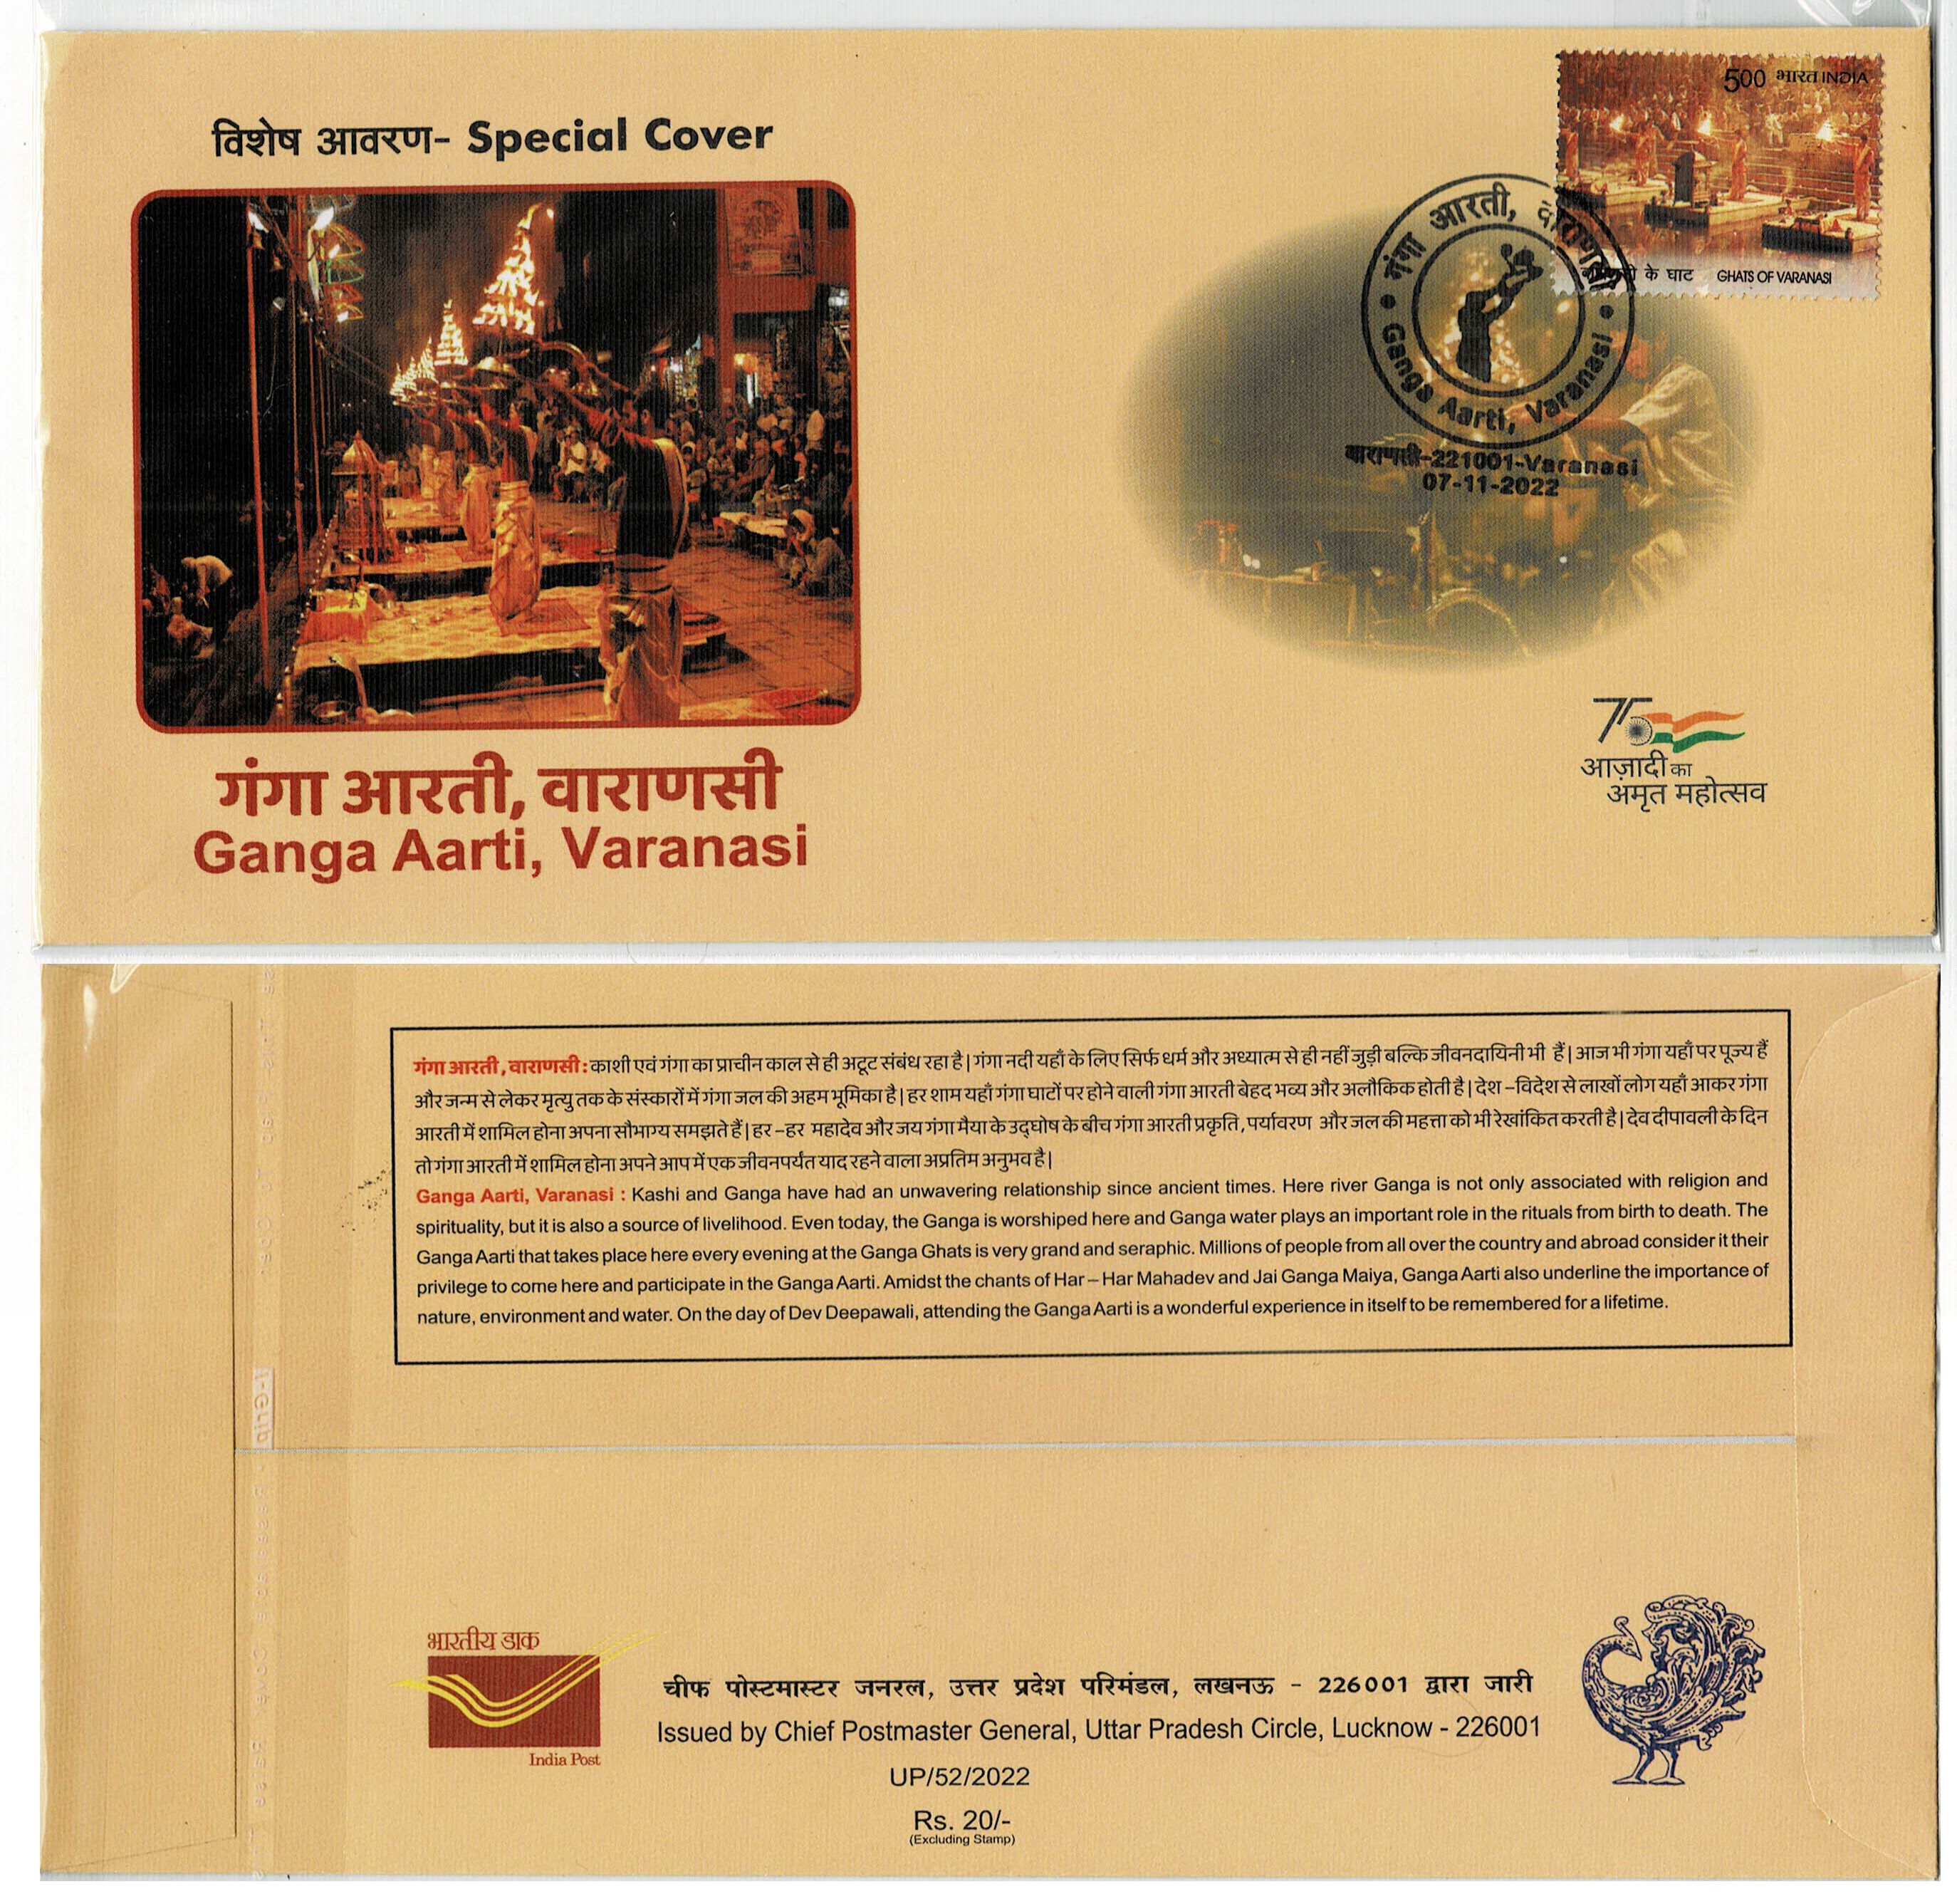 विशेष आवरण- Special Cover
500 भारत INDIA
के घाट GHATS OF VARANASI
गंगा आरती, वाराणसी
Ganga Aarti, Varanasi
वाराणसी-221001-Varanasi
07-11-2022
75
आज़ादी का
अमृत महोत्सव
गंगा आरती, वाराणसी
Ganga Aarti, Varanasi
गंगा आरती, वाराणसी : काशी एवं गंगा का प्राचीन काल से ही अटूट संबंध रहा है। गंगा नदी यहाँ के लिए सिर्फ धर्म और अध्यात्म से ही नहीं जुड़ी बल्कि जीवनदायिनी भी हैं। आज भी गंगा यहाँ पर पूज्य हैं
और जन्म से लेकर मृत्यु तक के संस्कारों में गंगा जल की अहम भूमिका है। हर शाम यहाँ गंगा घाटों पर होने वाली गंगा आरती बेहद भव्य और अलौकिक होती है। देश –विदेश से लाखों लोग यहाँ आकर गंगा
आरती में शामिल होना अपना सौभाग्य समझते हैं। हर –हर महादेव और जय गंगा मैया के उद्घोष के बीच गंगा आरती प्रकृति, पर्यावरण और जल की महत्ता को भी रेखांकित करती है। देव दीपावली के दिन
तो गंगा आरती में शामिल होना अपने आप में एक जीवनपर्यंत याद रहने वाला अप्रतिम अनुभव है।
Ganga Aarti, Varanasi : Kashi and Ganga have had an unwavering relationship since ancient times. Here river Ganga is not only associated with religion and
spirituality, but it is also a source of livelihood. Even today, the Ganga is worshiped here and Ganga water plays an important role in the rituals from birth to death. The
Ganga Aarti that takes place here every evening at the Ganga Ghats is very grand and seraphic. Millions of people from all over the country and abroad consider it their
privilege to come here and participate in the Ganga Aarti. Amidst the chants of Har – Har Mahadev and Jai Ganga Maiya, Ganga Aarti also underline the importance of
nature, environment and water. On the day of Dev Deepawali, attending the Ganga Aarti is a wonderful experience in itself to be remembered for a lifetime.
भारतीय डाक
India Post
चीफ पोस्टमास्टर जनरल, उत्तर प्रदेश परिमंडल, लखनऊ - 226001 द्वारा जारी
Issued by Chief Postmaster General, Uttar Pradesh Circle, Lucknow - 226001
UP/52/2022
Rs. 20/-
(Excluding Stamp)